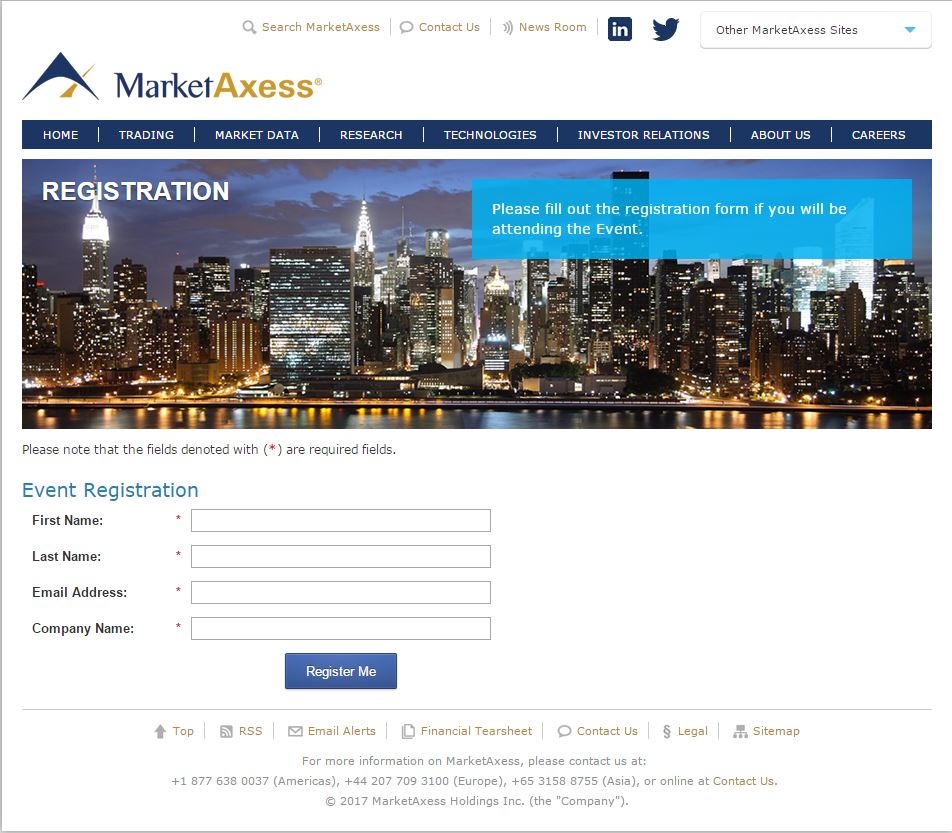 Search MarketAxess
Contact Us
News Room
in
Other MarketAxess Sites
MarketAxess®
HOME
TRADING
MARKET DATA
RESEARCH
TECHNOLOGIES
INVESTOR RELATIONS
ABOUT US
CAREERS
REGISTRATION
Please fill out the registration form if you will be
attending the Event.
Please note that the fields denoted with (*) are required fields.
Event Registration
First Name: *
Last Name: *
Email Address: *
Company Name: *
Register Me
Top
RSS
Email Alerts
Financial Tearsheet
Contact Us
§ Legal
Sitemap
For more information on MarketAxess, please contact us at:
+1 877 638 0037 (Americas), +44 207 709 3100 (Europe), +65 3158 8755 (Asia), or online at Contact Us.
© 2017 MarketAxess Holdings Inc. (the "Company").